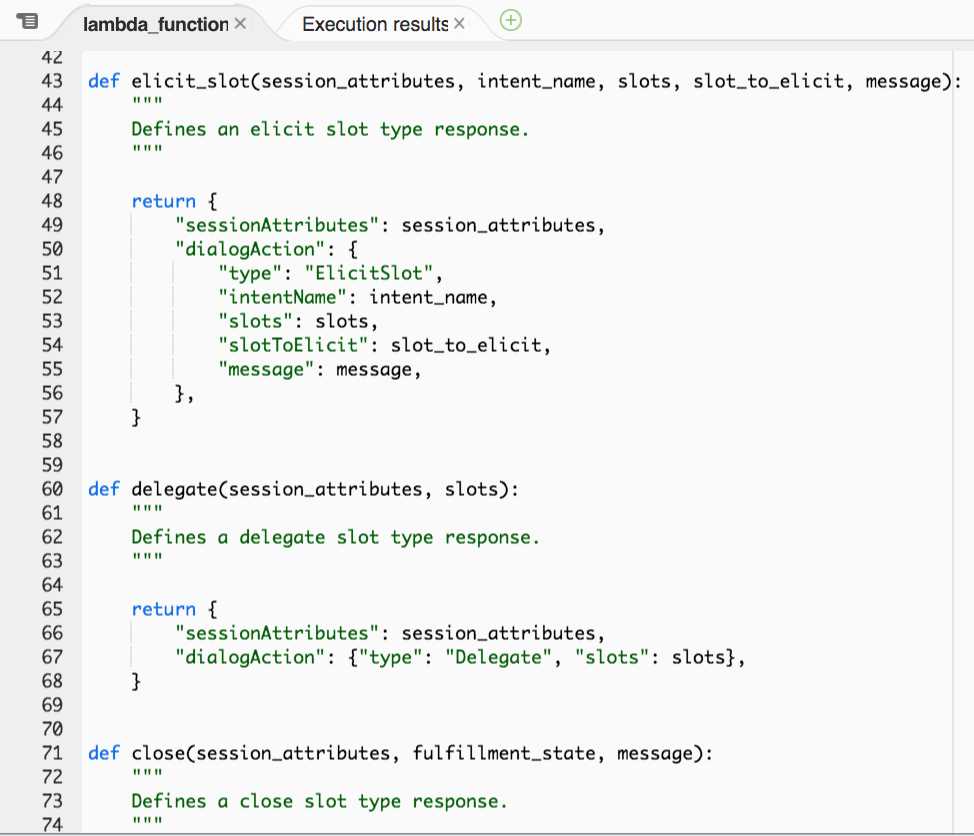 lambda_function × Execution results ×
42
43 def elicit_slot(session_attributes, intent_name, slots, slot_to_elicit, message):
44     """
45     Defines an elicit slot type response.
46     """
47
48     return {
49         "sessionAttributes": session_attributes,
50         "dialogAction": {
51             "type": "ElicitSlot",
52             "intentName": intent_name,
53             "slots": slots,
54             "slotToElicit": slot_to_elicit,
55             "message": message,
56         },
57     }
58
59
60 def delegate(session_attributes, slots):
61     """
62     Defines a delegate slot type response.
63     """
64
65     return {
66         "sessionAttributes": session_attributes,
67         "dialogAction": {"type": "Delegate", "slots": slots},
68     }
69
70
71 def close(session_attributes, fulfillment_state, message):
72     """
73     Defines a close slot type response.
74     """